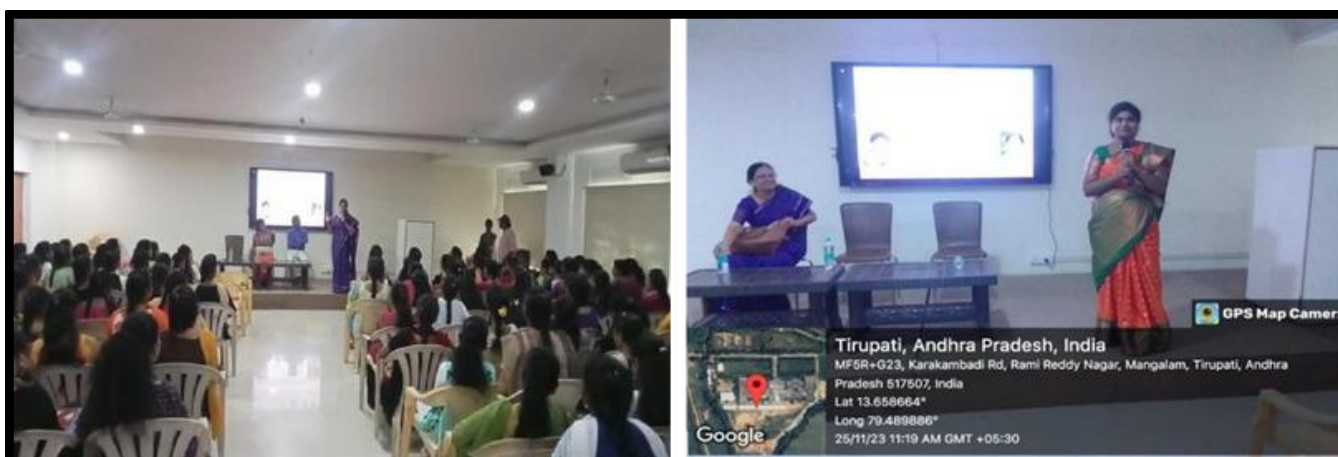 GPS Map Camer
Tirupati, Andhra Pradesh, India
MF5R+G23, Karakambadi Rd, Rami Reddy Nagar, Mangalam, Tirupati, Andhra
Pradesh 517507, India
Lat 13.658664°
Long 79.489886°
25/11/23 11:19 AM GMT +05:30
Google